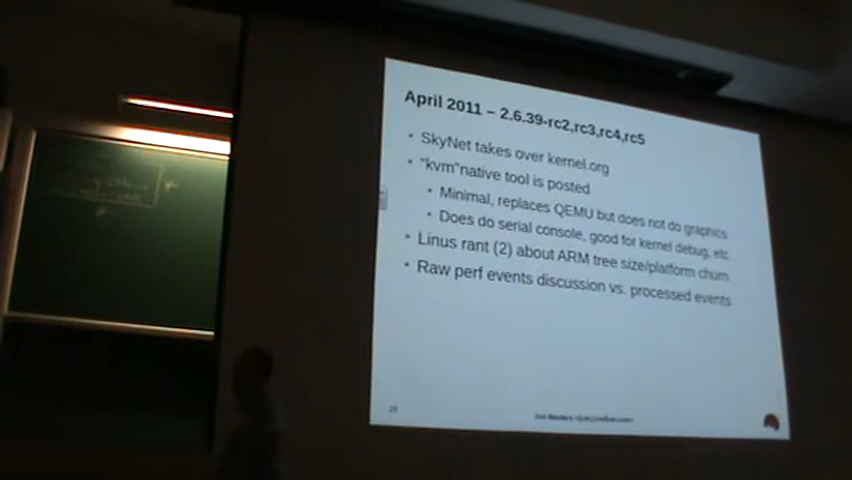 April 2011 – 2.6.39-rc2,rc3,rc4,rc5
• SkyNet takes over kernel.org
• "kvm"native tool is posted
• Minimal, replaces QEMU but does not do graphics
• Does do serial console, good for kernel debug, etc.
• Linus rant (2) about ARM tree size/platform churn
• Raw perf events discussion vs. processed events
Jon Masters